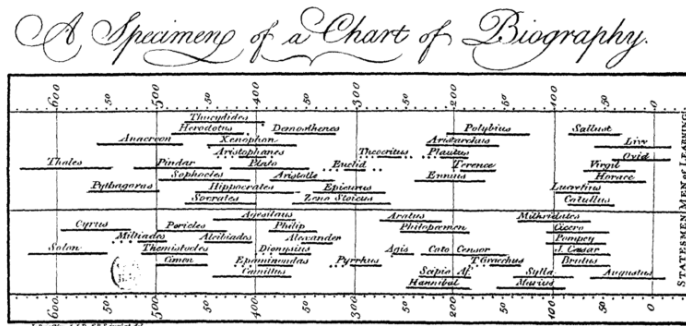 A Specimen of a Chart of Biography.
600 50 500 50 400 50 300 50 200 50 100 50 0
Thucydides
Herodotus Demosthenes Polybius Sallust
Anacreon Xenophon Aristarchus Livy
Aristophanes Theocritus Plautus Ovid
Thales Pindar Plato Euclid Terence Virgil
Sophocles Aristotle Ennius Horace
Pythagoras Hippocrates Epicurus Lucretius
Socrates Zeno Stoicus Catullus
MEN of LEARNING
Agesilaus Aratus Mithridates
Cyrus Pericles Philip Philopæmen Cicero
Miltiades Alcibiades Alexander Pompey
Solon Themistocles Dionysius Agis Cato Censor J. Cæsar
Cimon Epaminondas Pyrrhus T. Gracchus Brutus
Camillus Scipio Af. Sylla Augustus
Hannibal Marius
STATESMEN
600 50 500 50 400 50 300 50 200 50 100 50 0